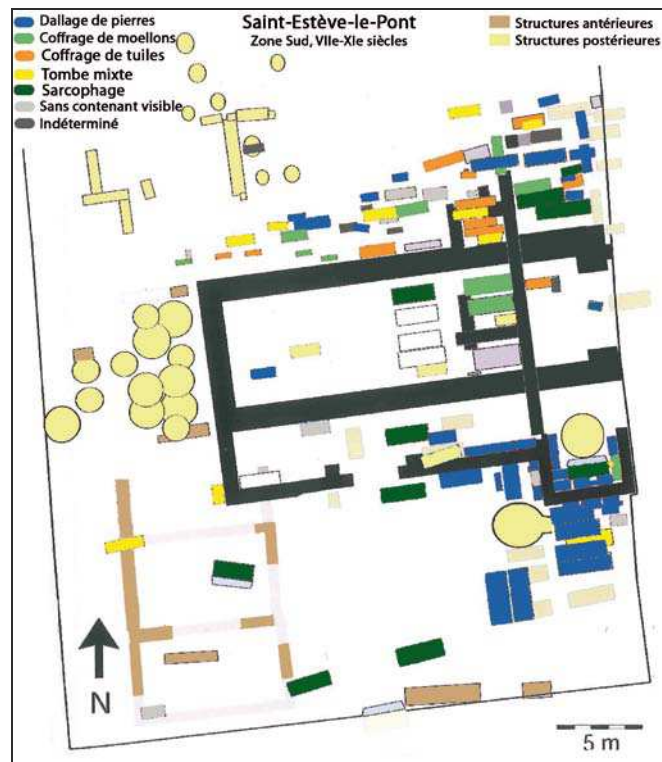 Dallage de pierres
Coffrage de moellons
Coffrage de tuiles
Tombe mixte
Sarcophage
Sans contenant visible
Indéterminé
Saint-Estève-le-Pont
Zone Sud, VIIe-XIe siècles
Structures antérieures
Structures postérieures
N
5 m